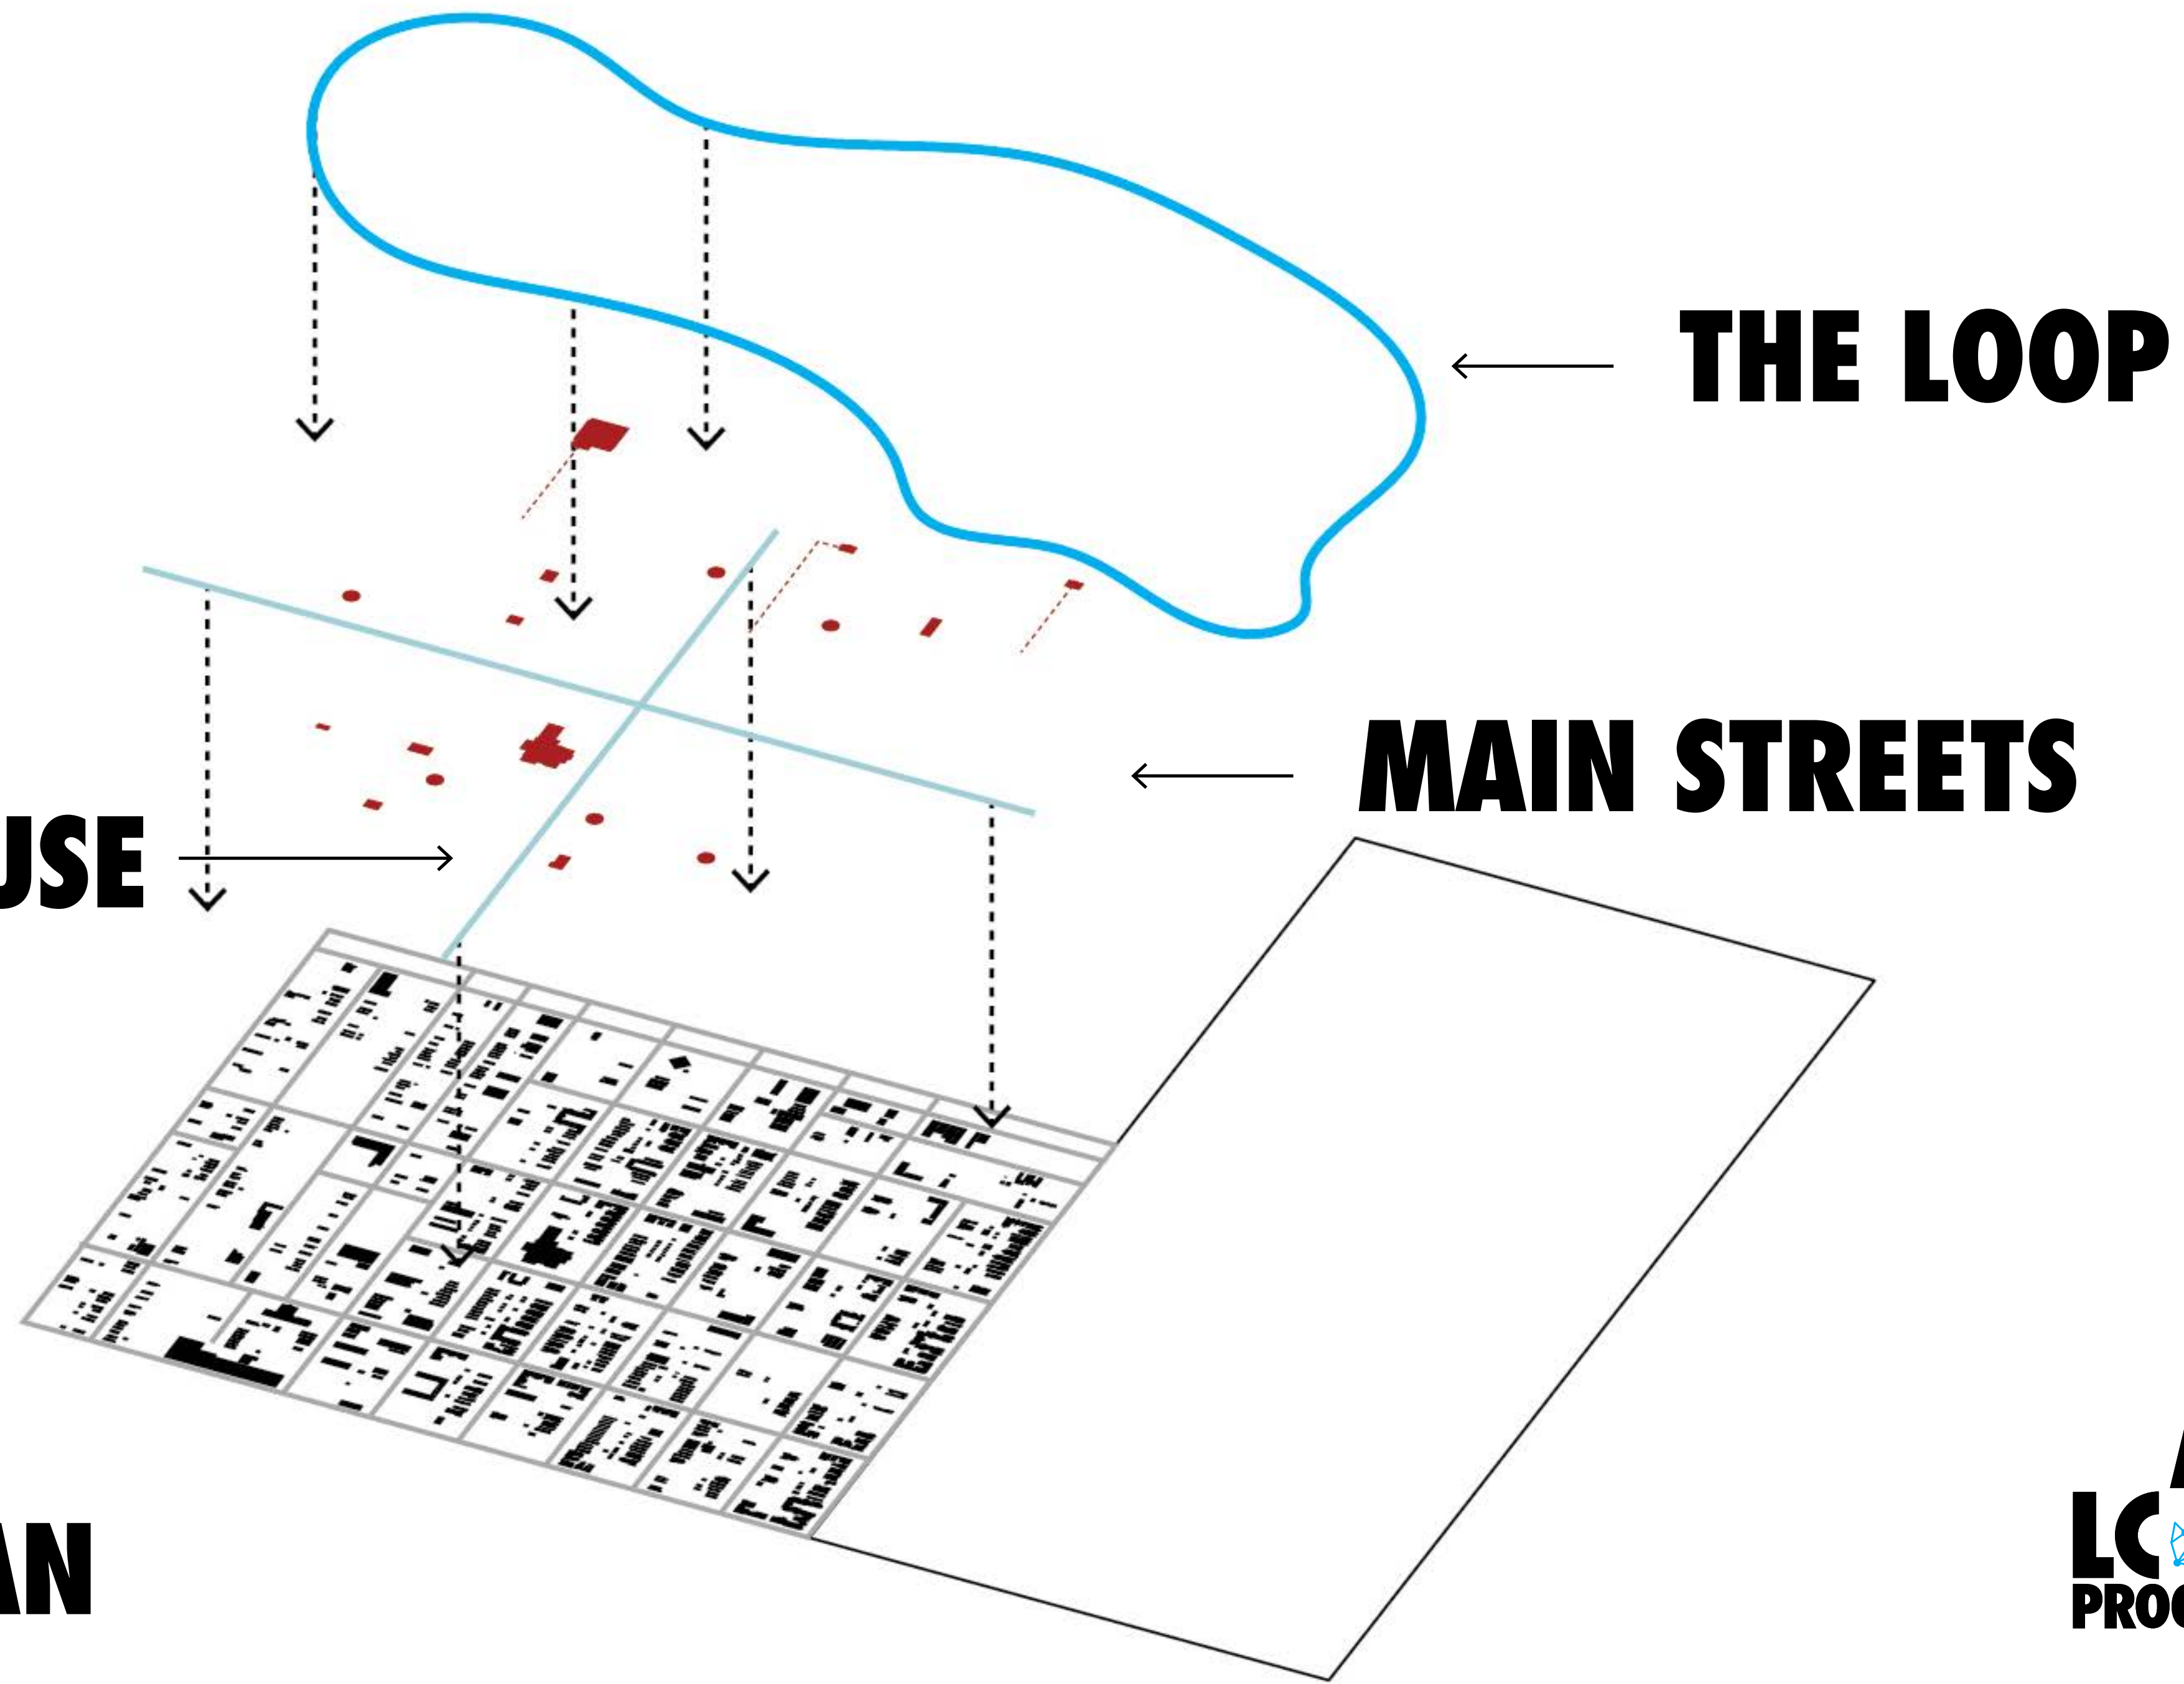 THE LOOP
MAIN STREETS
USE
AN
LC
PROC